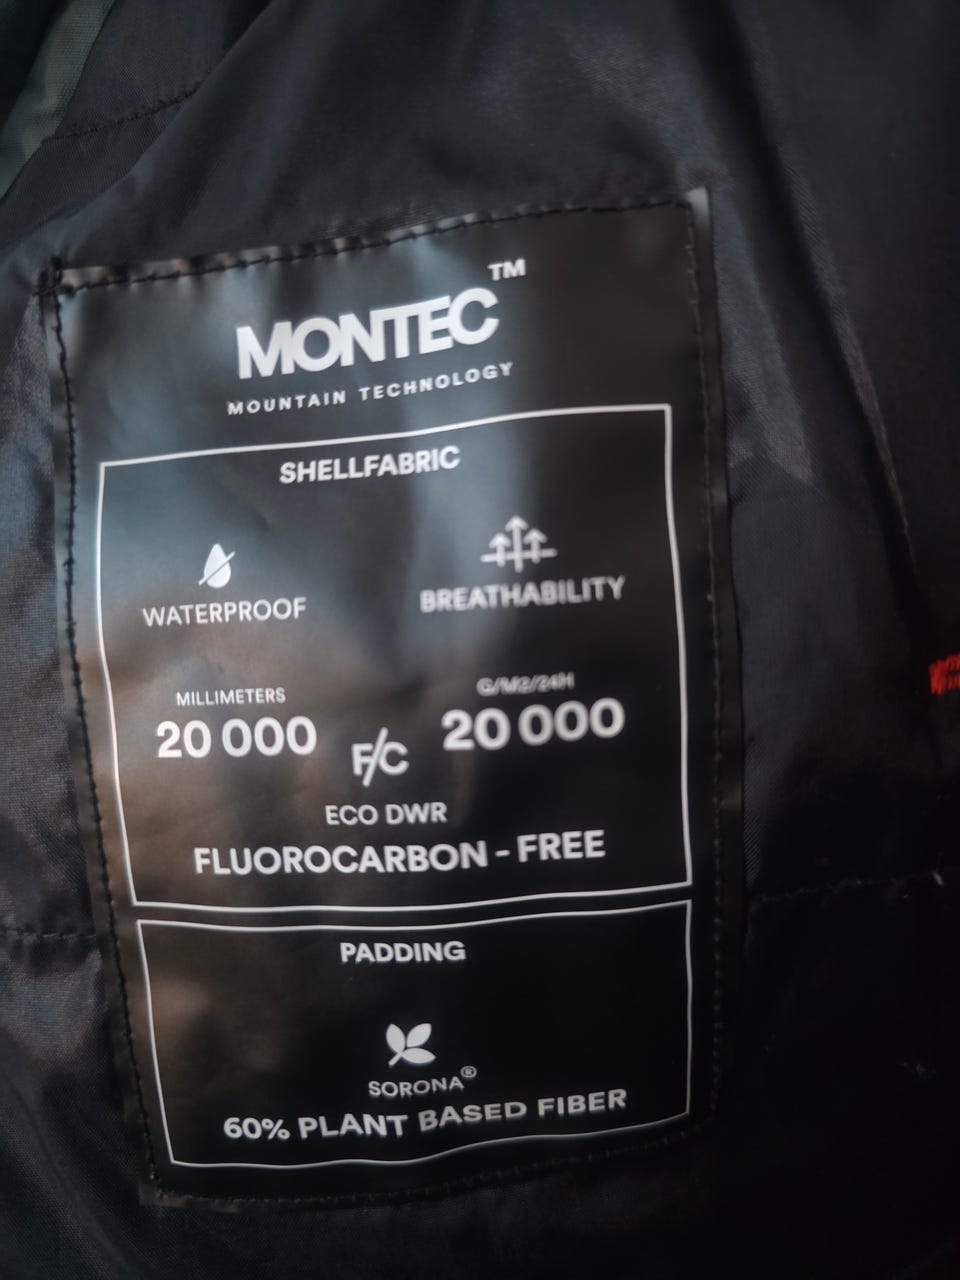 MONTEC™
MOUNTAIN TECHNOLOGY
SHELLFABRIC
WATERPROOF
BREATHABILITY
MILLIMETERS
G/M2/24H
20 000
20 000
F/C
ECO DWR
FLUOROCARBON - FREE
PADDING
SORONA®
60% PLANT BASED FIBER